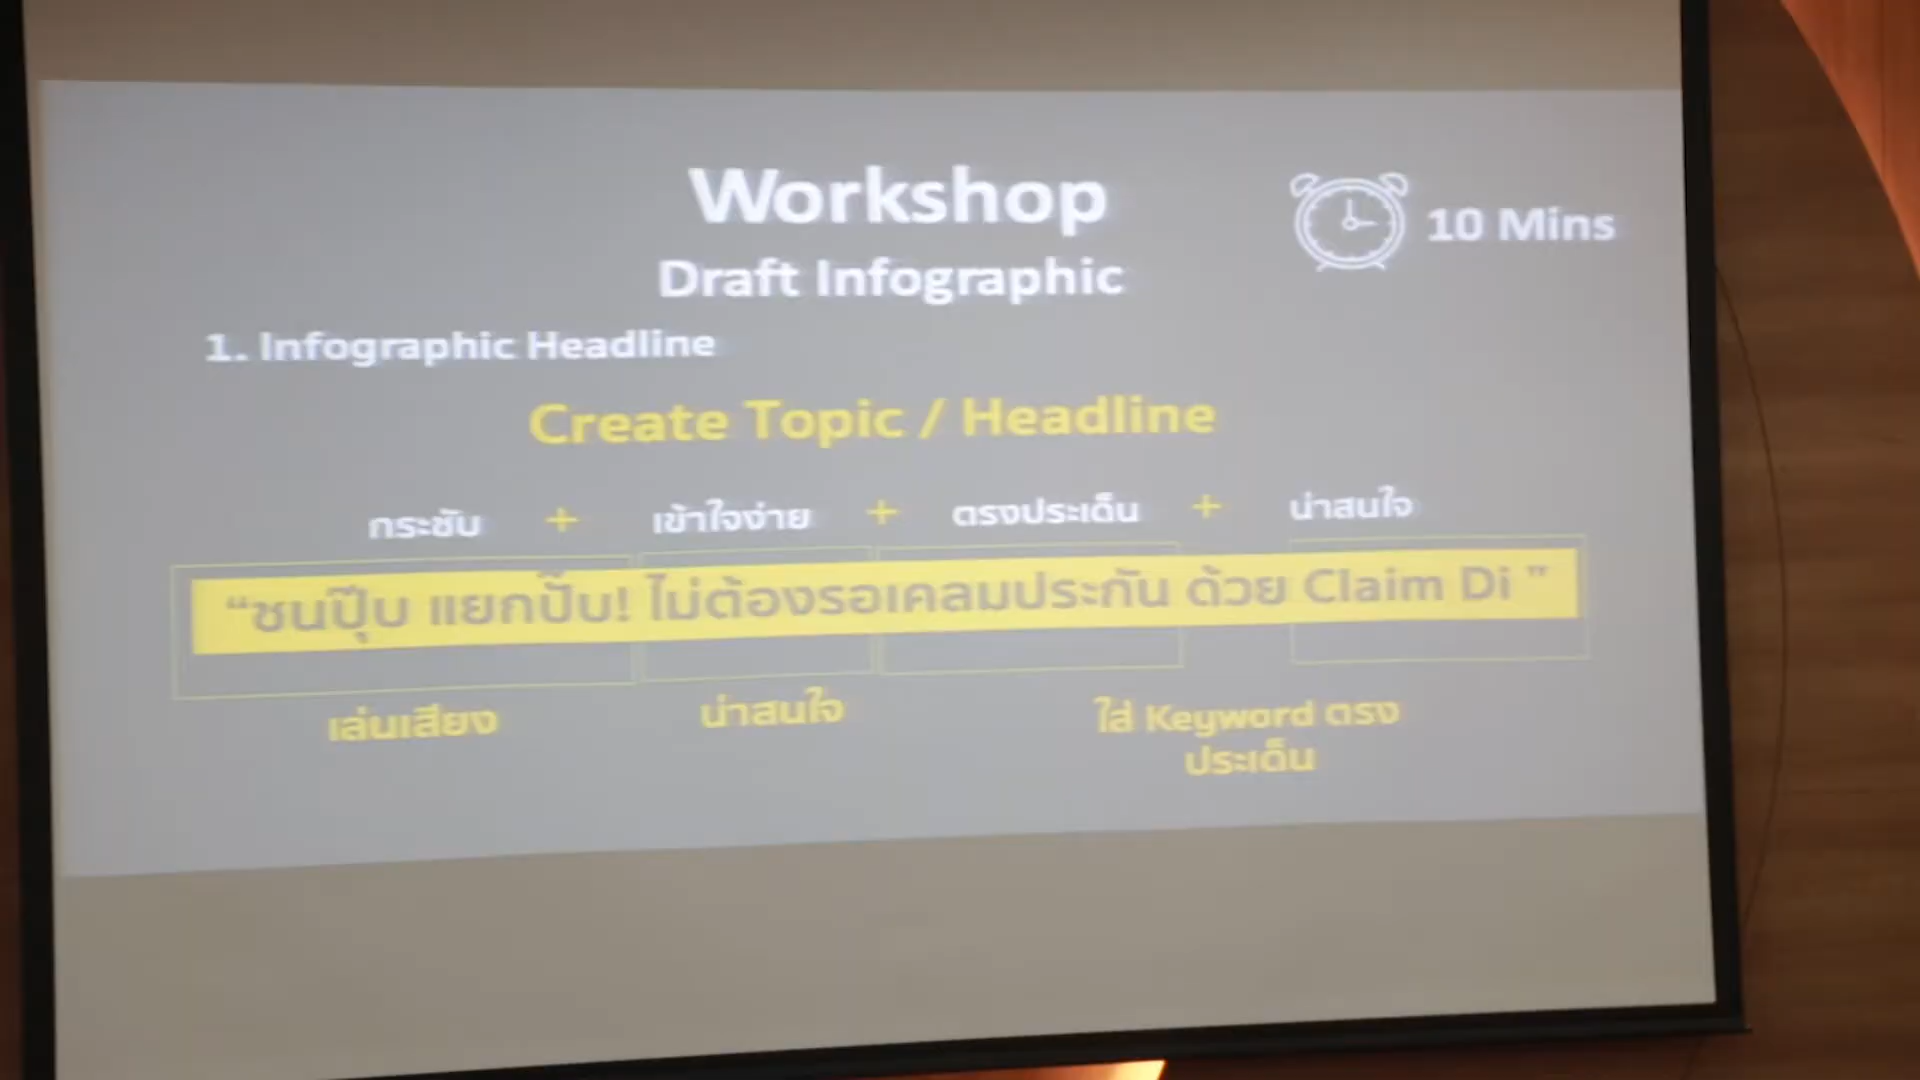 Workshop
10 Mins
Draft Infographic
1. Infographic Headline
Create Topic / Headline
กระชับ + เข้าใจง่าย + ตรงประเด็น + น่าสนใจ
“ชนปุ๊บ แยกปั๊บ! ไม่ต้องรอเคลมประกัน ด้วย Claim Di ”
เล่นเสียง
น่าสนใจ
ใส่ Keyword ตรง
ประเด็น